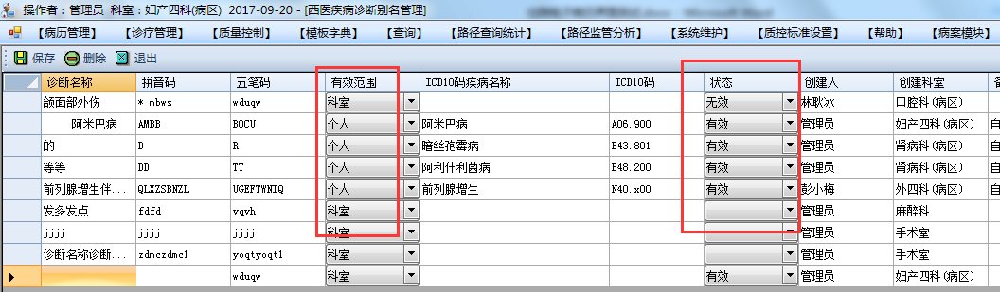 操作者：管理员 科室：妇产四科(病区) 2017-09-20 - [西医疾病诊断别名管理]
【病历管理】 【诊疗管理】 【质量控制】 【模板字典】 【查询】 【路径查询统计】 【路径监管分析】 【系统维护】 【质控标准设置】 【帮助】 【病案模块】
保存 删除 退出
诊断名称 拼音码 五笔码 有效范围 ICD10码疾病名称 ICD10码 状态 创建人 创建科室
颌面部外伤 * mbws wduqw 科室 无效 林耿冰 口腔科(病区)
阿米巴病 AMBB BOCU 个人 阿米巴病 A06.900 有效 管理员 妇产四科(病区) 自
的 D R 个人 暗丝孢霉病 B43.801 有效 管理员 肾病科(病区) 自
等等 DD TT 个人 阿利什利菌病 B48.200 有效 管理员 肾病科(病区) 自
前列腺增生伴... QLXZSBNZL UGEFTWNIQ 个人 前列腺增生 N40.x00 有效 彭小梅 外四科(病区) 自
发多发点 fdfd vqvh 科室 管理员 麻醉科
jjjj jjjj jjjj 科室 管理员 手术室
诊断名称诊断... zdmczdmc1 yoqtyoqt1 科室 管理员 手术室
wduqw 科室 有效 管理员 妇产四科(病区)